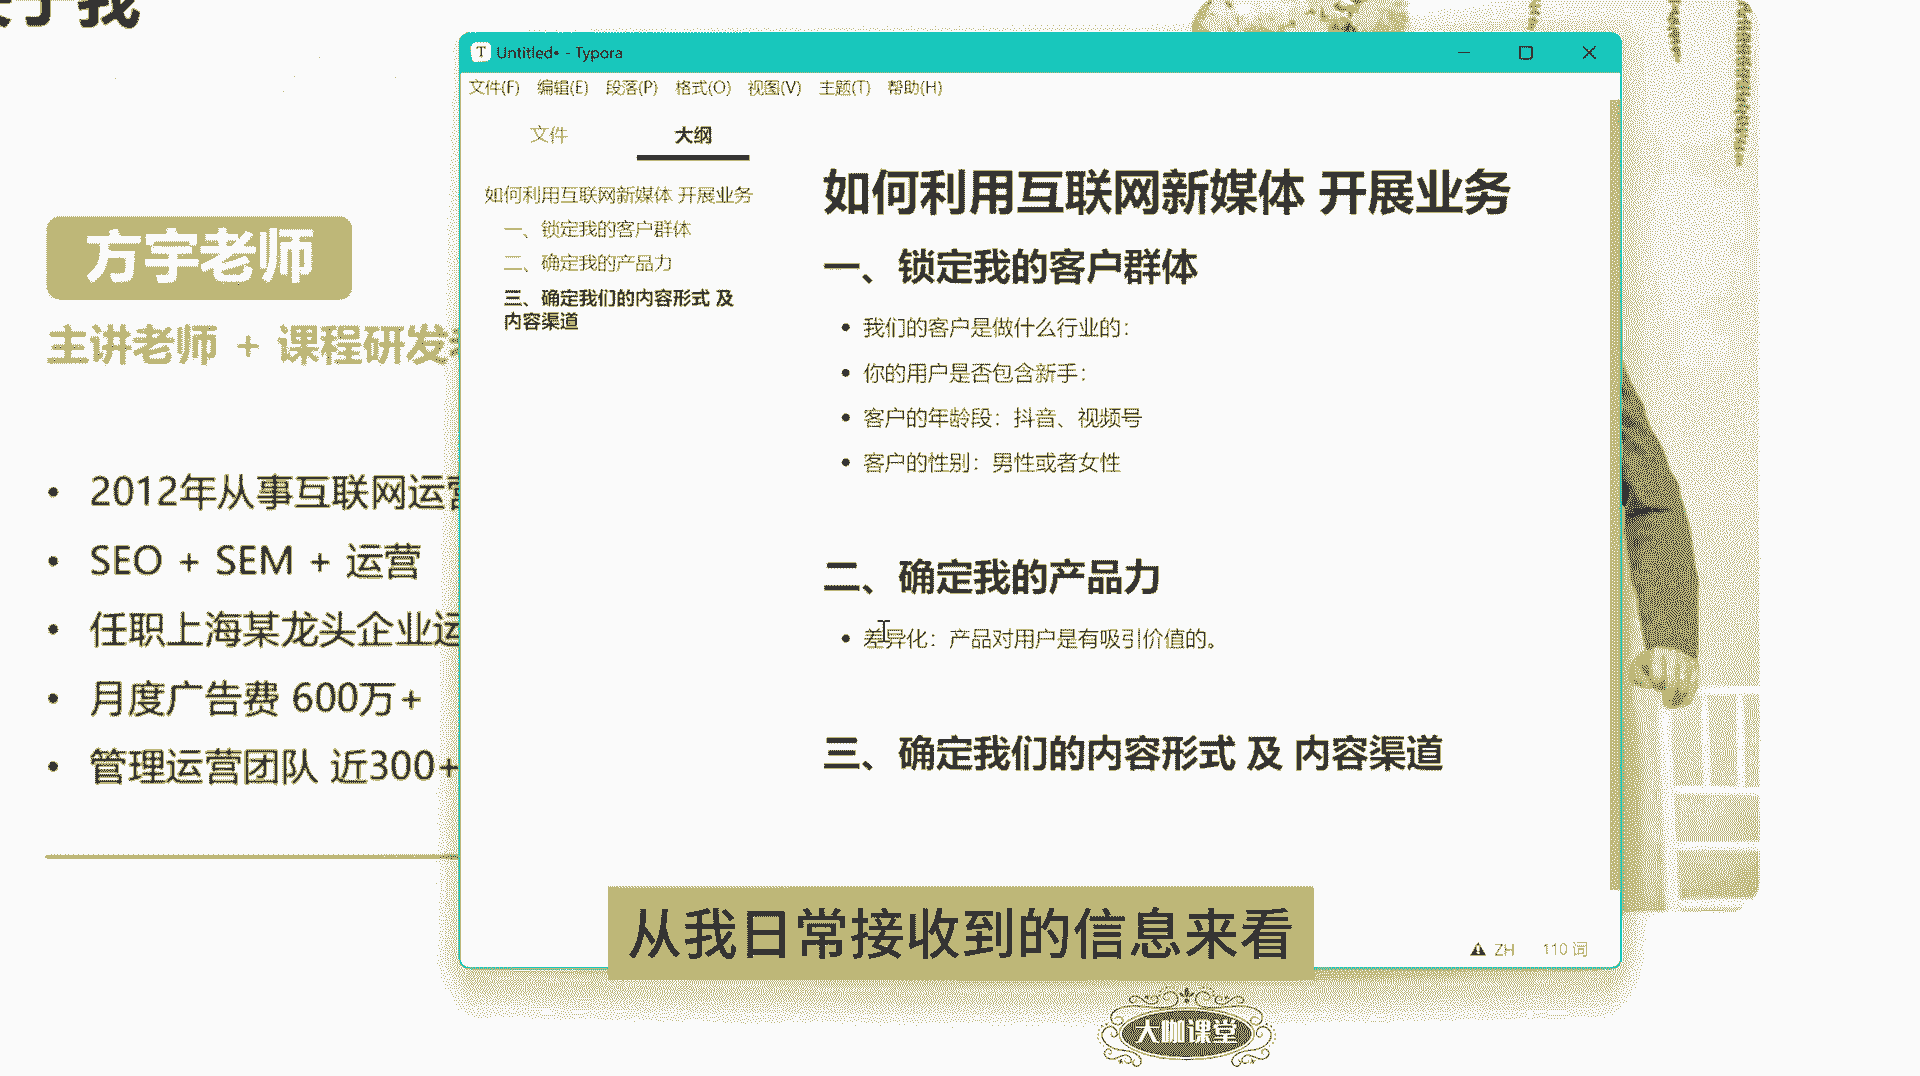 于我
方宇老师
主讲老师 + 课程研发
2012年从事互联网运营
SEO + SEM + 运营
任职上海某龙头企业运
月度广告费 600万+
管理运营团队 近300+
Untitled• - Typora
文件(F) 编辑(E) 段落(P) 格式(O) 视图(V) 主题(T) 帮助(H)
文件 大纲
如何利用互联网新媒体 开展业务
一、锁定我的客户群体
二、确定我的产品力
三、确定我们的内容形式 及
内容渠道
如何利用互联网新媒体 开展业务
一、锁定我的客户群体
我们的客户是做什么行业的：
你的用户是否包含新手：
客户的年龄段：抖音、视频号
客户的性别：男性或者女性
二、确定我的产品力
差异化：产品对用户是有吸引价值的。
三、确定我们的内容形式 及 内容渠道
ZH 110 词
从我日常接收到的信息来看
大咖课堂